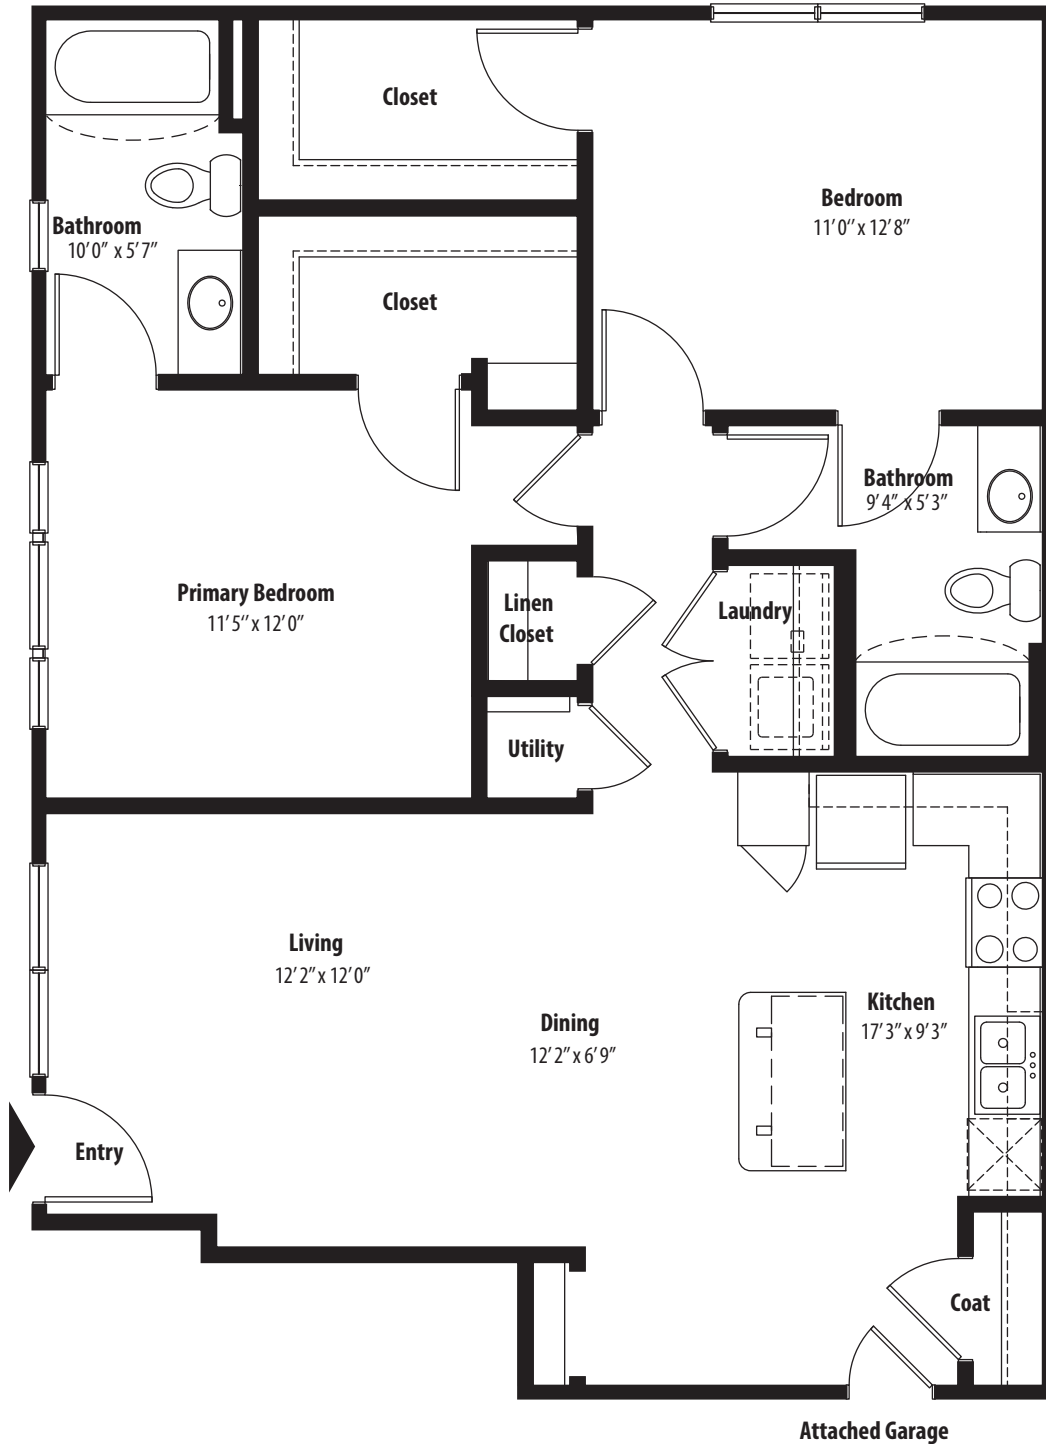 Closet
Bedroom
11'0" x 12'8"
Bathroom
10'0" x 5'7"
Closet
Bathroom
9'4" x 5'3"
Primary Bedroom
11'5" x 12'0"
Linen
Closet
Laundry
Utility
Living
12'2" x 12'0"
Dining
12'2" x 6'9"
Kitchen
17'3" x 9'3"
Entry
Coat
Attached Garage